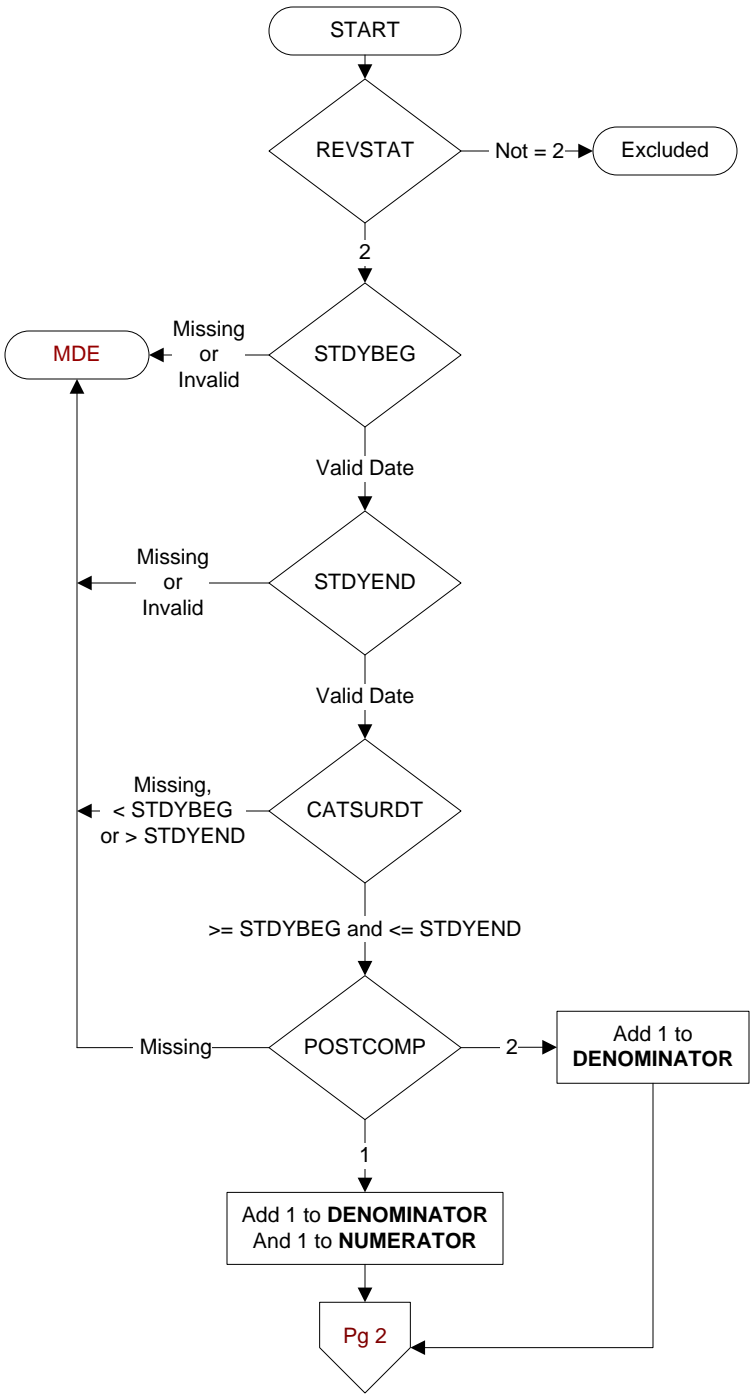 START
REVSTAT
Not = 2
Excluded
2
MDE
Missing
or
Invalid
STDYBEG
Valid Date
Missing
or
Invalid
STDYEND
Valid Date
Missing,
< STDYBEG
or > STDYEND
CATSURDT
>= STDYBEG and <= STDYEND
Missing
POSTCOMP
2
Add 1 to
DENOMINATOR
1
Add 1 to DENOMINATOR
And 1 to NUMERATOR
Pg 2